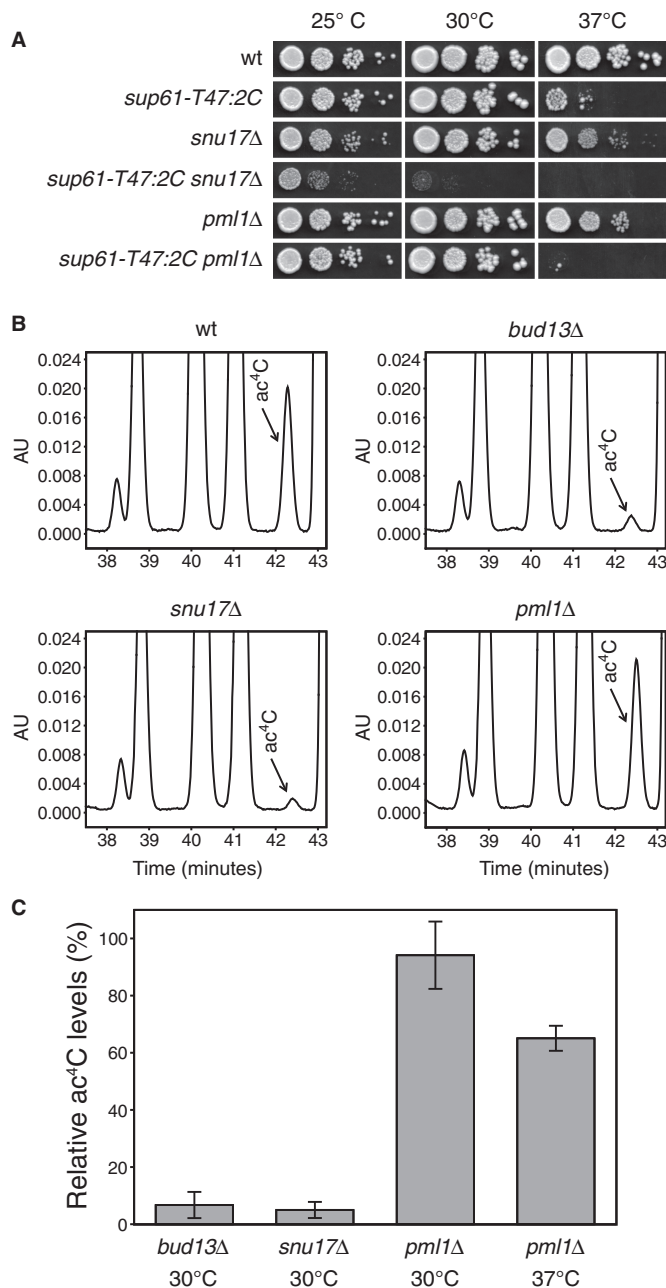 A
25° C 30°C 37°C
wt
sup61-T47:2C
snu17Δ
sup61-T47:2C snu17Δ
pml1Δ
sup61-T47:2C pml1Δ
B
wt
AU
0.024
0.020
0.016
0.012
0.008
0.004
0.000
ac⁴C
38 39 40 41 42 43
bud13Δ
AU
0.024
0.020
0.016
0.012
0.008
0.004
0.000
ac⁴C
38 39 40 41 42 43
snu17Δ
AU
0.024
0.020
0.016
0.012
0.008
0.004
0.000
ac⁴C
38 39 40 41 42 43
Time (minutes)
pml1Δ
AU
0.024
0.020
0.016
0.012
0.008
0.004
0.000
ac⁴C
38 39 40 41 42 43
Time (minutes)
C
Relative ac⁴C levels (%)
100
80
60
40
20
0
bud13Δ snu17Δ pml1Δ pml1Δ
30°C 30°C 30°C 37°C